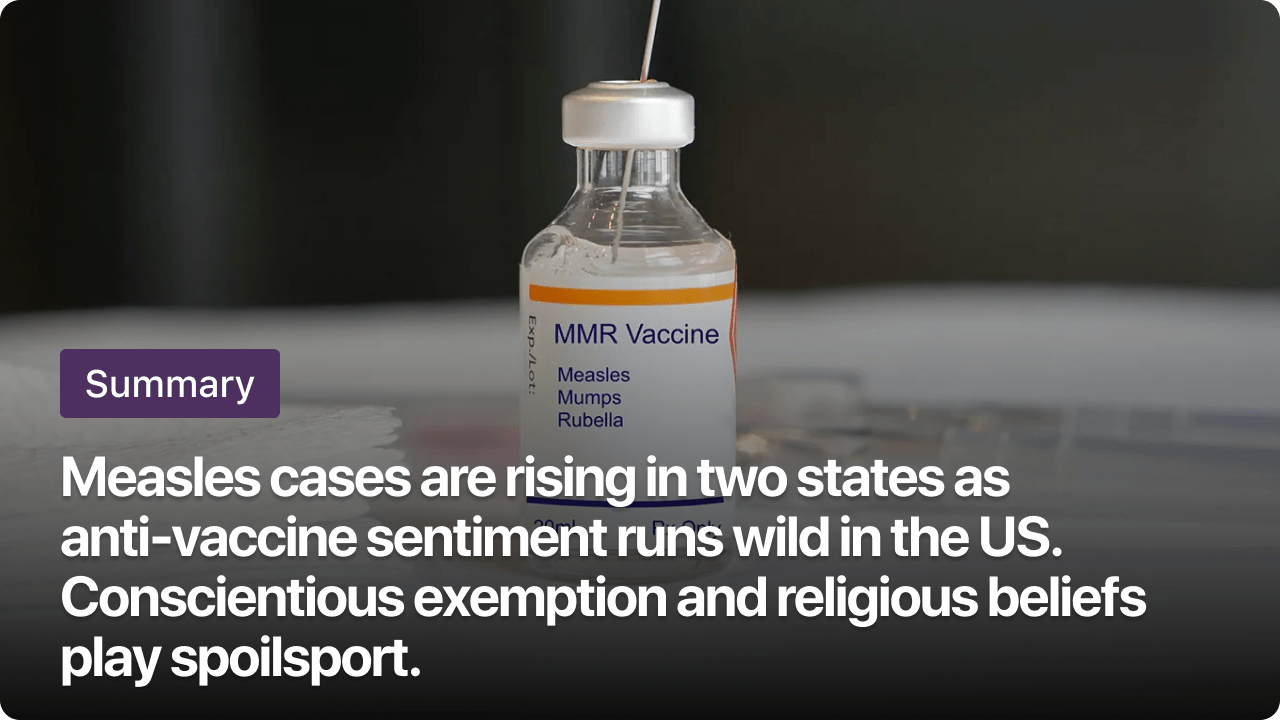 MMR Vaccine
Exp./Lot:
Measles
Mumps
Rubella
Summary
Measles cases are rising in two states as
anti-vaccine sentiment runs wild in the US.
Conscientious exemption and religious beliefs
play spoilsport.